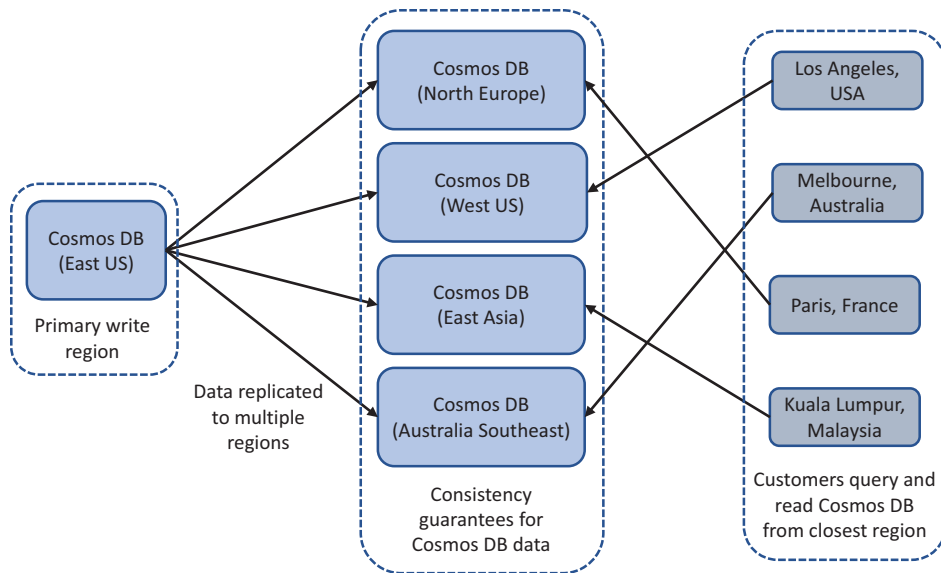 Cosmos DB
(East US)
Primary write
region
Data replicated
to multiple
regions
Cosmos DB
(North Europe)
Cosmos DB
(West US)
Cosmos DB
(East Asia)
Cosmos DB
(Australia Southeast)
Consistency
guarantees for
Cosmos DB data
Los Angeles,
USA
Melbourne,
Australia
Paris, France
Kuala Lumpur,
Malaysia
Customers query and
read Cosmos DB
from closest region